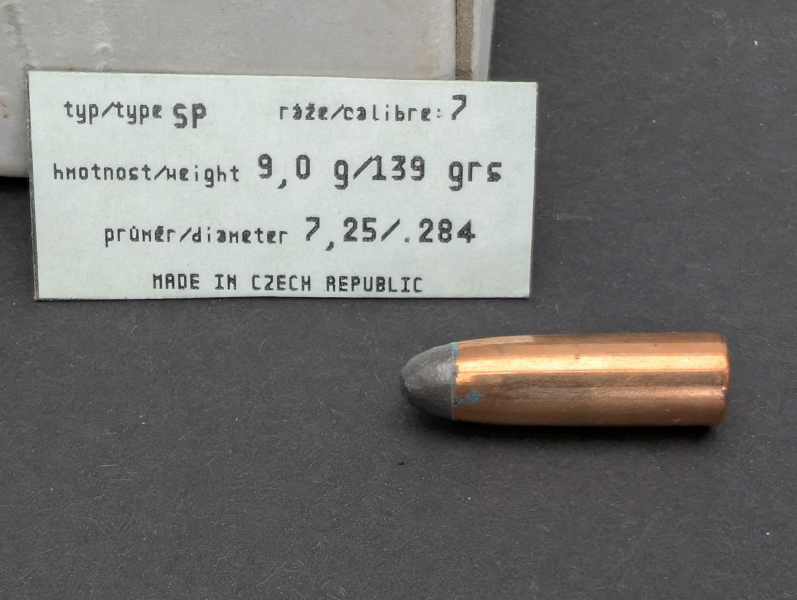 typ/type SP ráže/calibre: 7
hmotnost/weight 9,0 g/139 grs
průměr/diameter 7,25/.284
MADE IN CZECH REPUBLIC